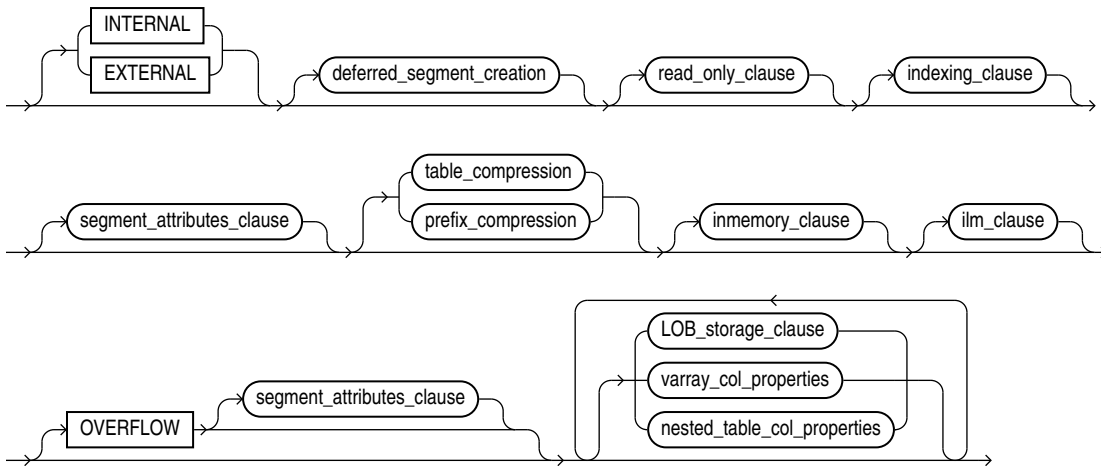 INTERNAL
EXTERNAL
deferred_segment_creation
read_only_clause
indexing_clause
segment_attributes_clause
table_compression
prefix_compression
inmemory_clause
ilm_clause
OVERFLOW
segment_attributes_clause
LOB_storage_clause
varray_col_properties
nested_table_col_properties